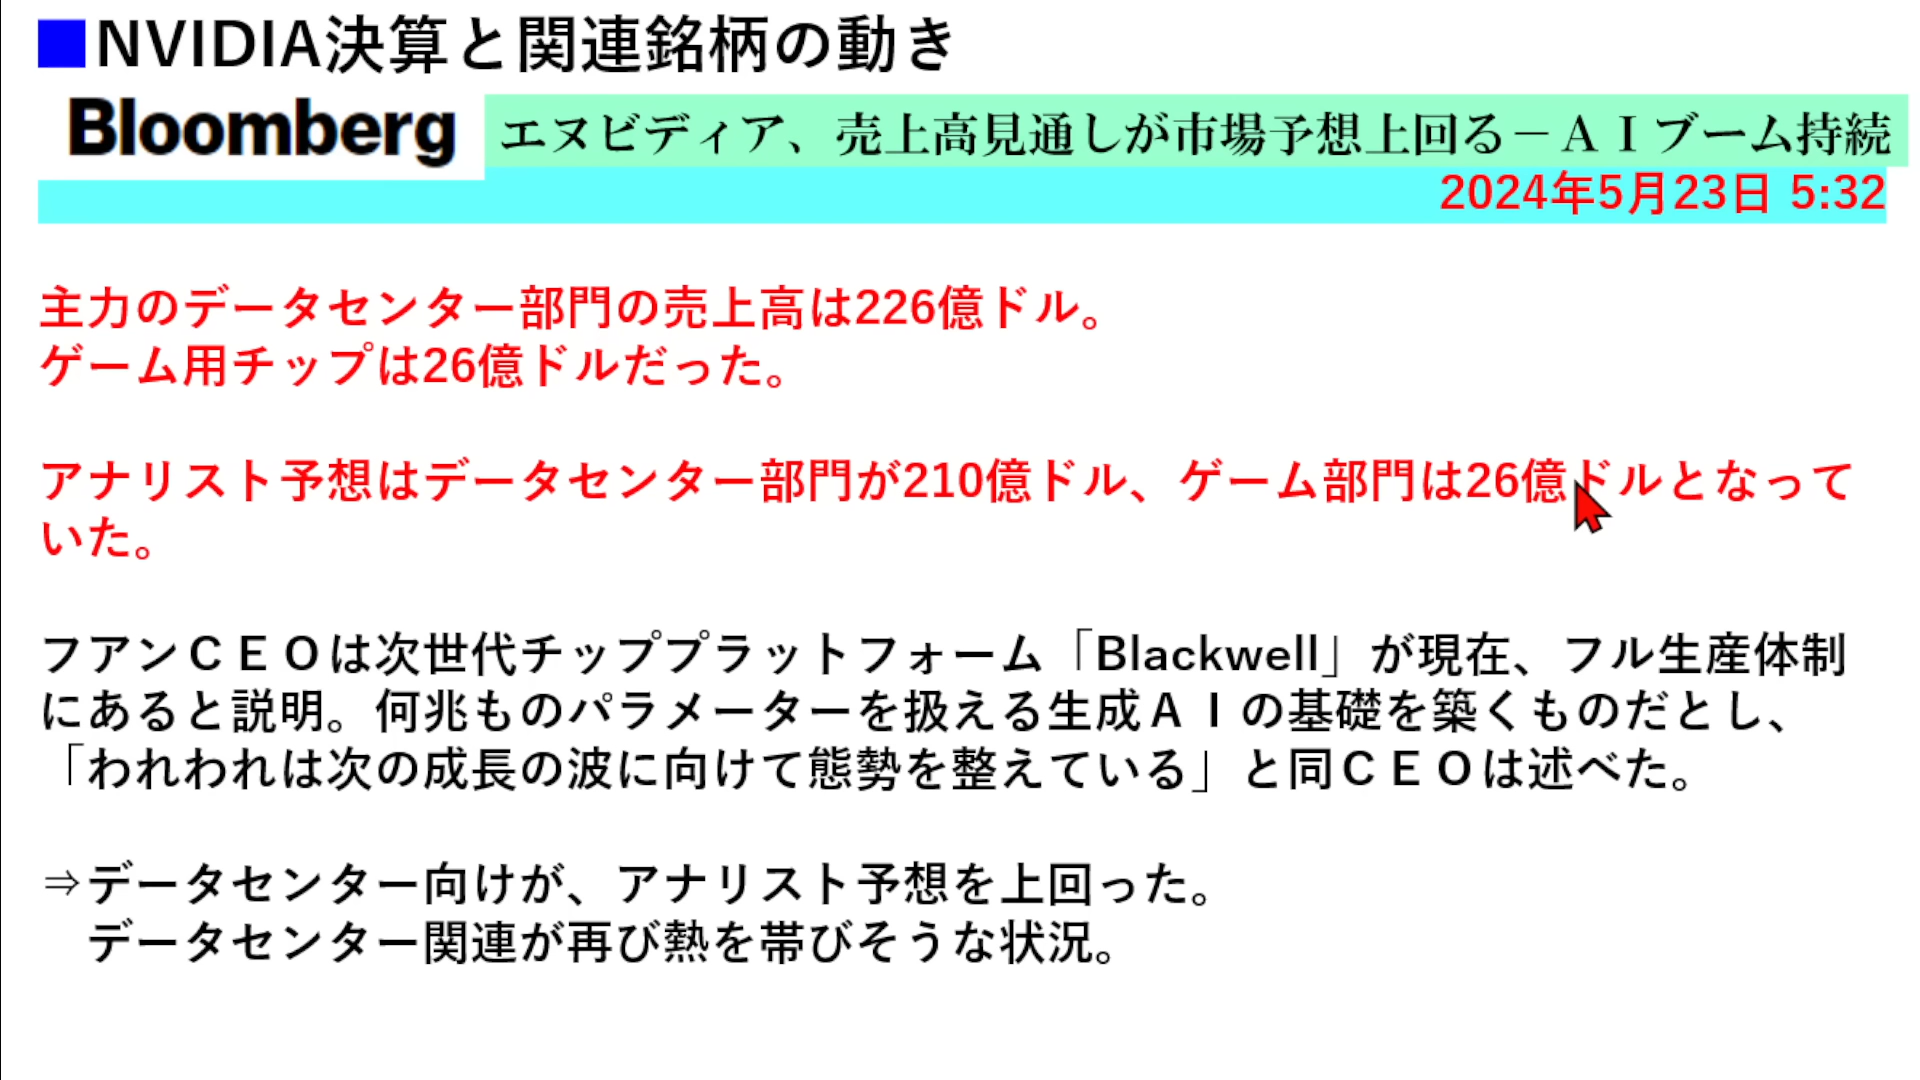 ■NVIDIA決算と関連銘柄の動き
Bloomberg
エヌビディア、売上高見通しが市場予想上回る－ＡＩブーム持続
2024年5月23日 5:32
主力のデータセンター部門の売上高は226億ドル。
ゲーム用チップは26億ドルだった。
アナリスト予想はデータセンター部門が210億ドル、ゲーム部門は26億ドルとなって
いた。
フアンＣＥＯは次世代チッププラットフォーム「Blackwell」が現在、フル生産体制
にあると説明。何兆ものパラメーターを扱える生成ＡＩの基礎を築くものだとし、
「われわれは次の成長の波に向けて態勢を整えている」と同ＣＥＯは述べた。
⇒データセンター向けが、アナリスト予想を上回った。
データセンター関連が再び熱を帯びそうな状況。